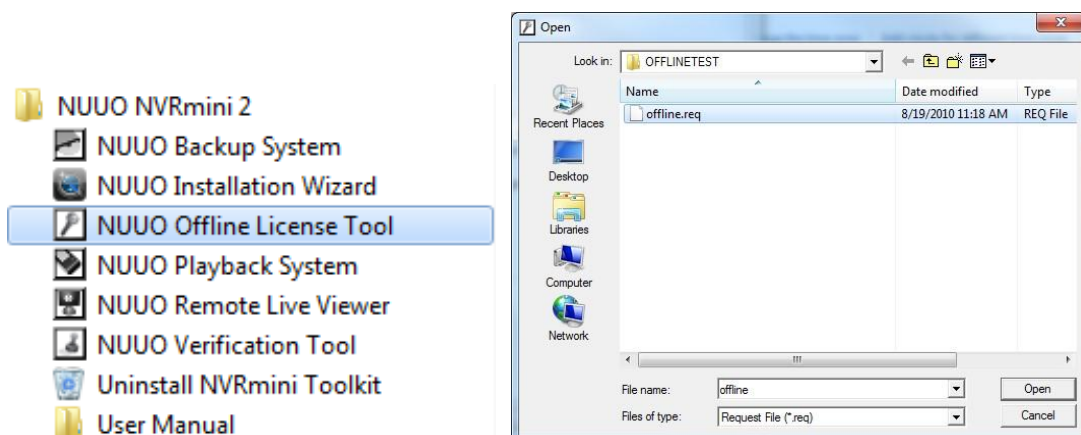 NUUO NVRmini 2
NUUO Backup System
NUUO Installation Wizard
NUUO Offline License Tool
NUUO Playback System
NUUO Remote Live Viewer
NUUO Verification Tool
Uninstall NVRmini Toolkit
User Manual
Open
Look in: OFFLINETEST
Name Date modified Type
offline.req 8/19/2010 11:18 AM REQ File
Recent Places
Desktop
Libraries
Computer
Network
File name: offline Open
Files of type: Request File (*.req) Cancel